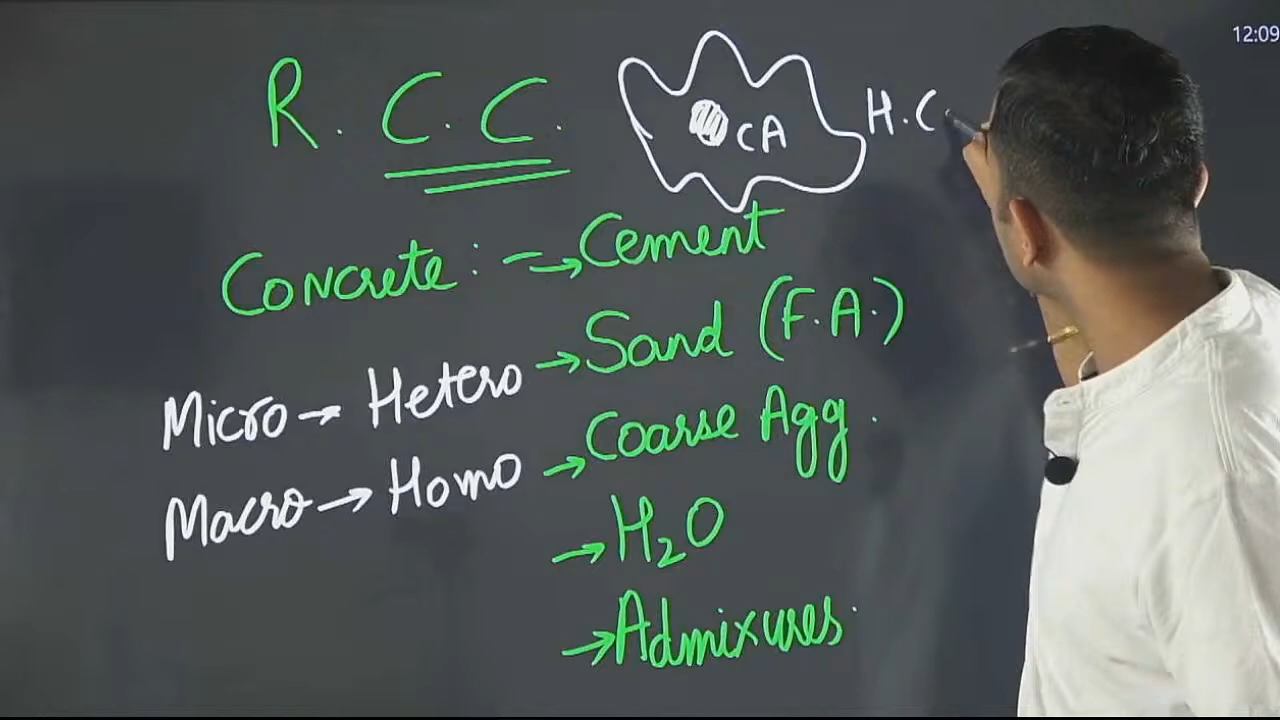 12:09
R. C. C.
CA
H.C
Concrete :- → Cement
→ Sand (F.A.)
Micro → Hetero
→ Coarse Agg.
Macro → Homo
→ H₂O
→ Admixures.